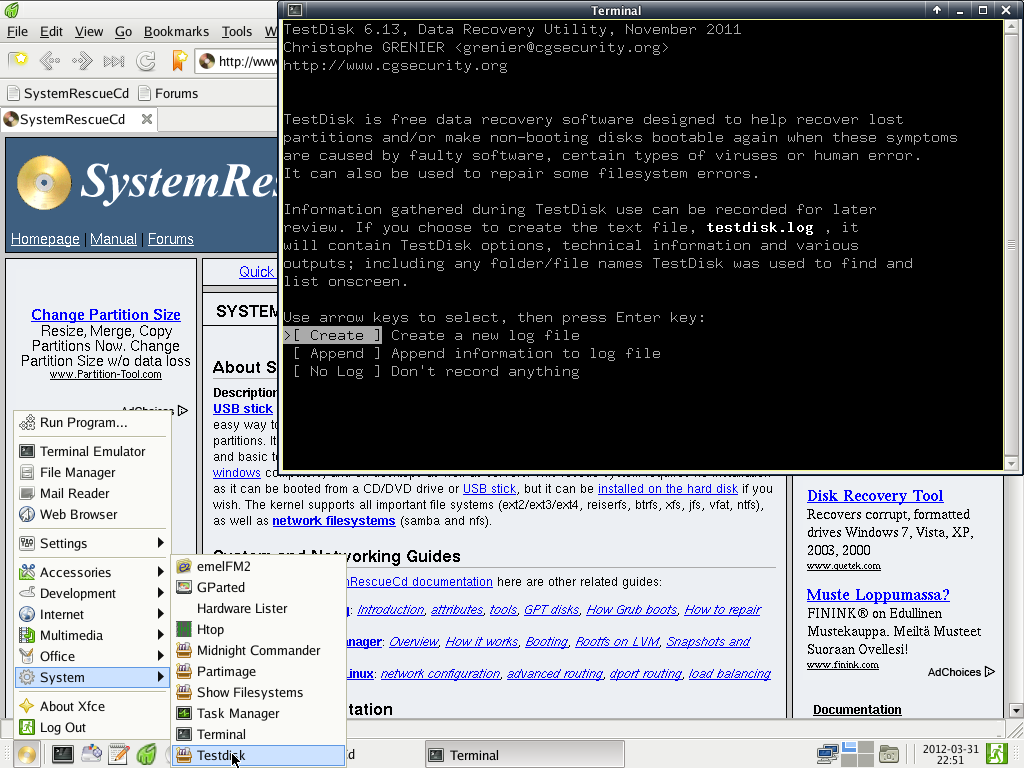 Terminal
File Edit View Go Bookmarks Tools W
http://www
SystemRescueCd Forums
SystemRescueCd
SystemRes
Homepage | Manual | Forums
TestDisk 6.13, Data Recovery Utility, November 2011
Christophe GRENIER <grenier@cgsecurity.org>
http://www.cgsecurity.org
TestDisk is free data recovery software designed to help recover lost
partitions and/or make non-booting disks bootable again when these symptoms
are caused by faulty software, certain types of viruses or human error.
It can also be used to repair some filesystem errors.
Information gathered during TestDisk use can be recorded for later
review. If you choose to create the text file, testdisk.log , it
will contain TestDisk options, technical information and various
outputs; including any folder/file names TestDisk was used to find and
list onscreen.
Use arrow keys to select, then press Enter key:
>[ Create ] Create a new log file
[ Append ] Append information to log file
[ No Log ] Don't record anything
Change Partition Size
Resize, Merge, Copy
Partitions Now. Change
Partition Size w/o data loss
www.Partition-Tool.com
AdChoices
Quick
SYSTEM
About S
Description
USB stick
easy way to
partitions. It
and basic to
windows
as it can be booted from a CD/DVD drive or USB stick, but it can be installed on the hard disk if you
wish. The kernel supports all important file systems (ext2/ext3/ext4, reiserfs, btrfs, xfs, jfs, vfat, ntfs),
as well as network filesystems (samba and nfs).
System and Networking Guides
mRescueCd documentation here are other related guides:
g: Introduction, attributes, tools, GPT disks, How Grub boots, How to repair
anager: Overview, How it works, Booting, Rootfs on LVM, Snapshots and
inux: network configuration, advanced routing, dport routing, load balancing
ntation
Disk Recovery Tool
Recovers corrupt, formatted
drives Windows 7, Vista, XP,
2003, 2000
www.quetek.com
Muste Loppumassa?
FININK® on Edullinen
Mustekauppa. Meiltä Musteet
Suoraan Ovellesi!
www.finink.com
AdChoices
Documentation
Run Program...
Terminal Emulator
File Manager
Mail Reader
Web Browser
Settings
Accessories
Development
Internet
Multimedia
Office
System
About Xfce
Log Out
emelFM2
GParted
Hardware Lister
Htop
Midnight Commander
Partimage
Show Filesystems
Task Manager
Terminal
Testdisk
d
Terminal
2012-03-31
22:51